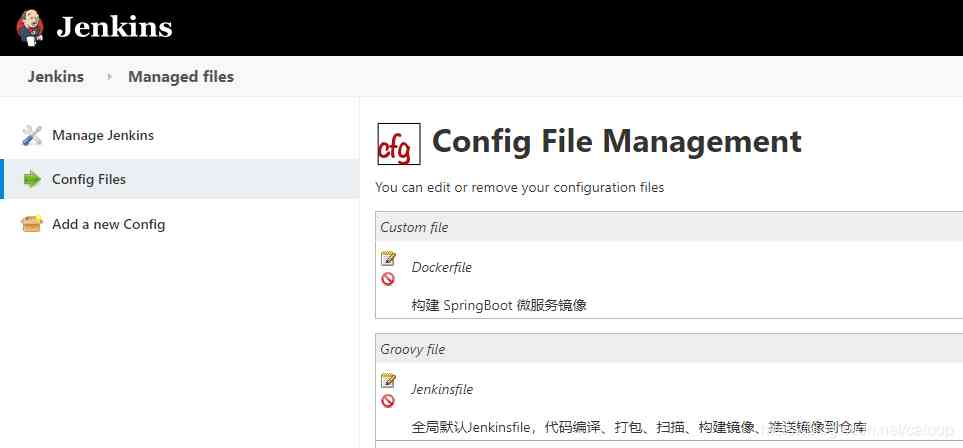 Jenkins
Jenkins Managed files
Manage Jenkins
Config Files
Add a new Config
cfg
Config File Management
You can edit or remove your configuration files
Custom file
Dockerfile
构建 SpringBoot 微服务镜像
Groovy file
Jenkinsfile
全局默认Jenkinsfile，代码编译、打包、扫描、构建镜像、推送镜像到仓库